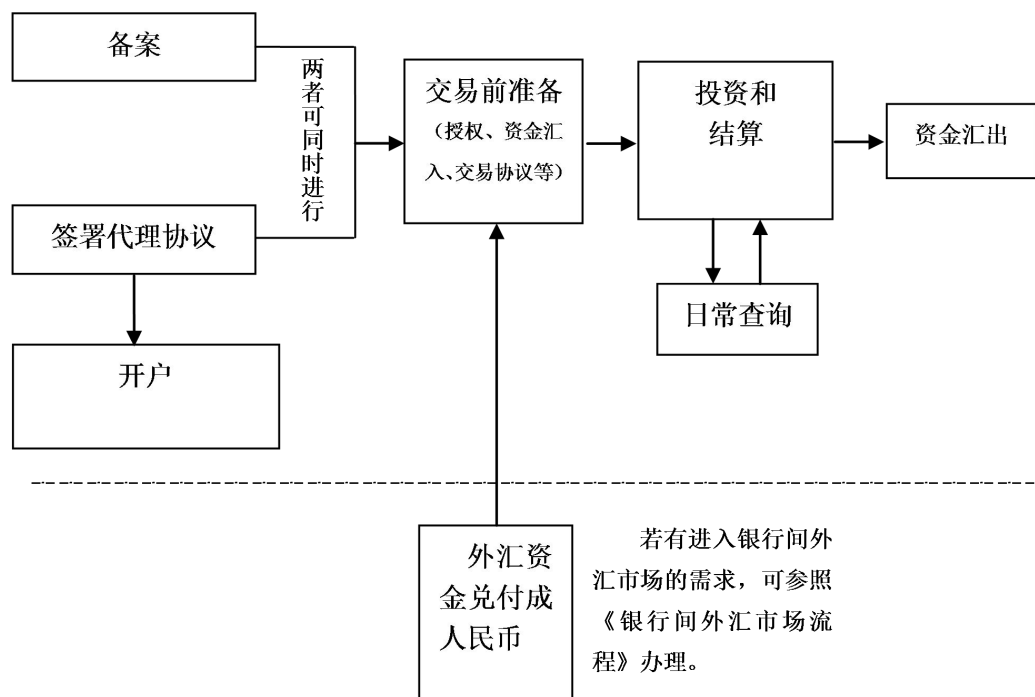 备案
两者可同时进行
签署代理协议
开户
交易前准备
（授权、资金汇
入、交易协议等）
投资和
结算
日常查询
资金汇出
外汇资
金兑付成
人民币
若有进入银行间外
汇市场的需求，可参照
《银行间外汇市场流
程》办理。